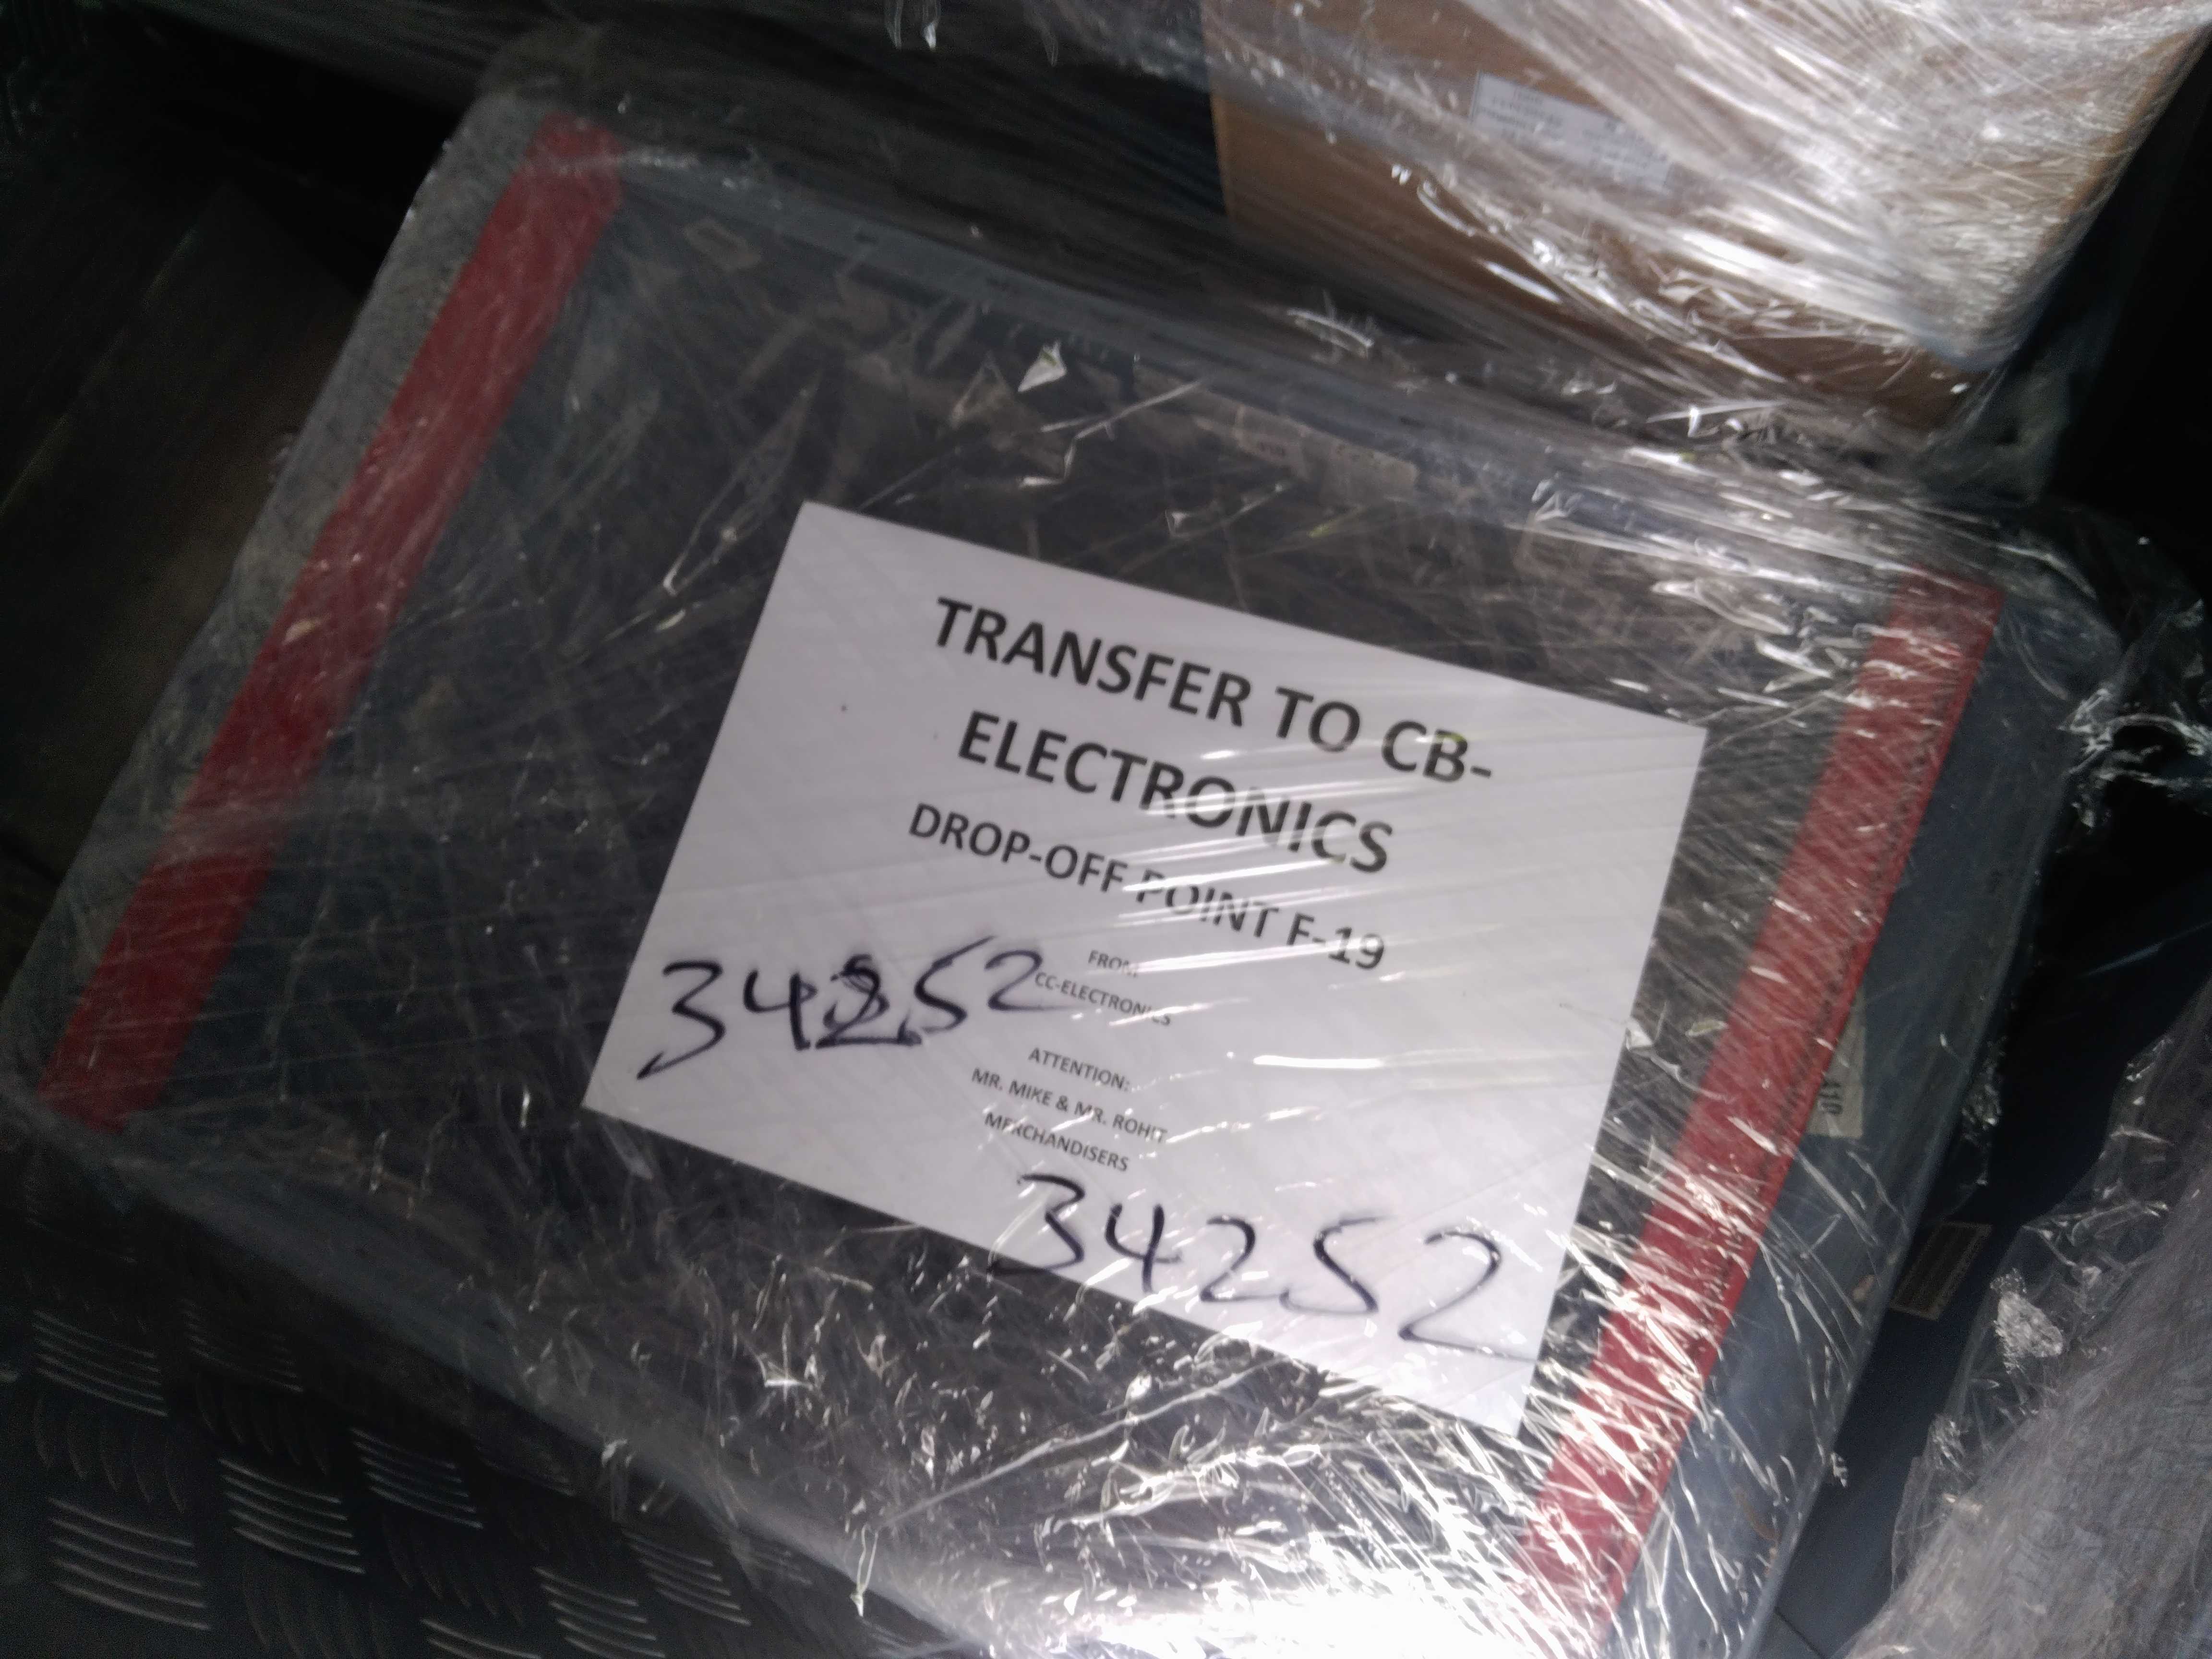 TRANSFER TO CB-
ELECTRONICS
DROP-OFF POINT F-19
FROM
CC-ELECTRONICS
34252
ATTENTION:
MR. MIKE & MR. ROHIT
MERCHANDISERS
34252